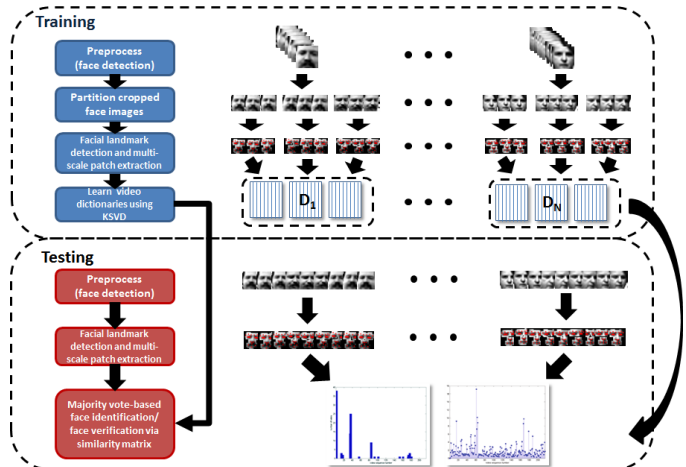 Training
Preprocess
(face detection)
Partition cropped
face images
Facial landmark
detection and multi-
scale patch extraction
Learn video
dictionaries using
KSVD
D1
DN
Testing
Preprocess
(face detection)
Facial landmark
detection and multi-
scale patch extraction
Majority vote-based
face identification/
face verification via
similarity matrix